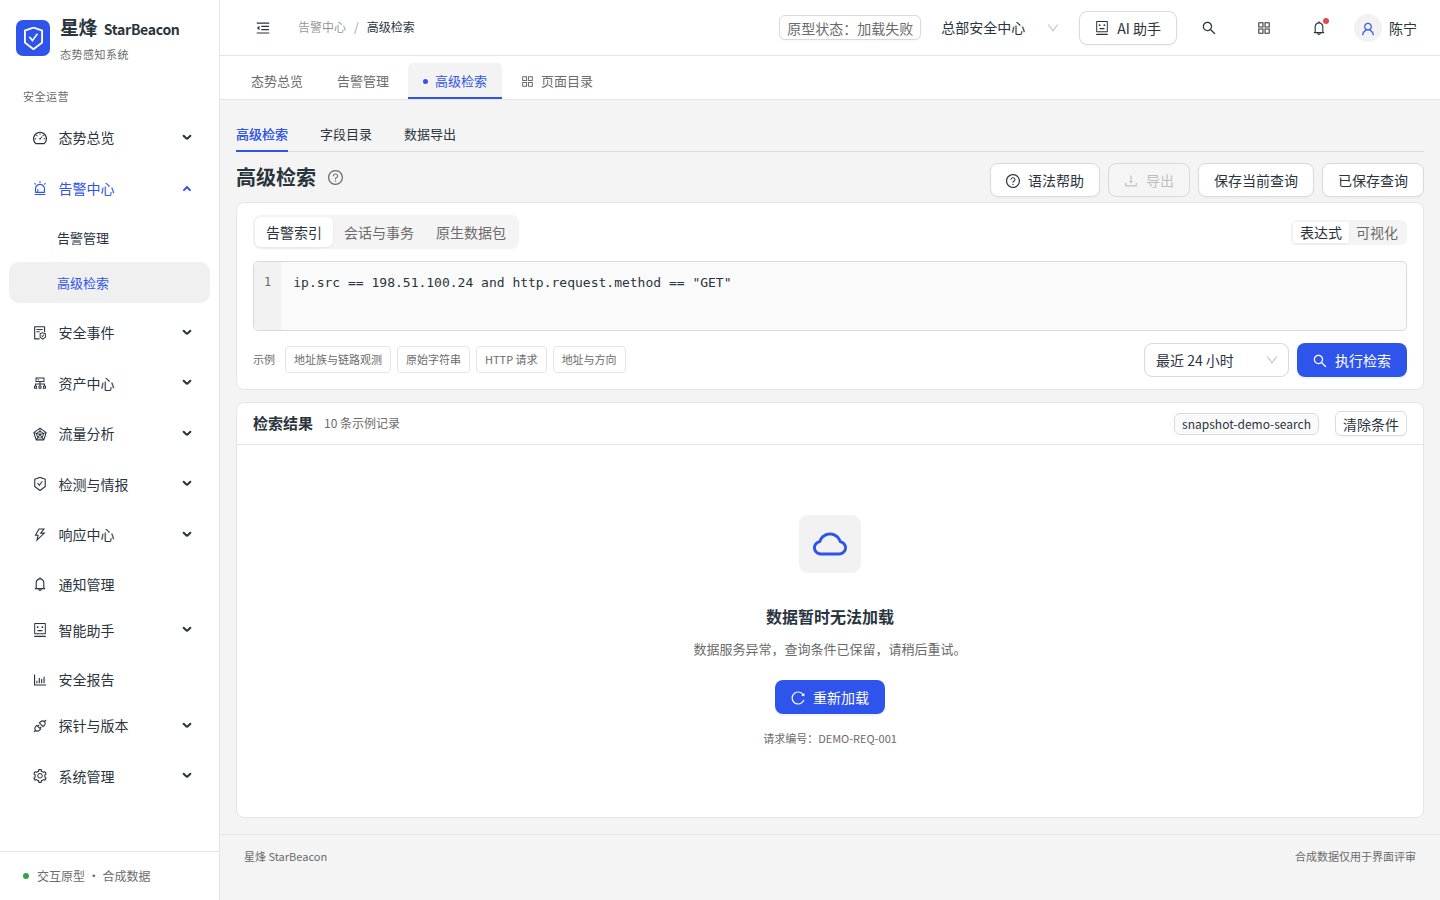 星烽 StarBeacon
态势感知系统
安全运营
态势总览
告警中心
告警管理
高级检索
安全事件
资产中心
流量分析
检测与情报
响应中心
通知管理
智能助手
安全报告
探针与版本
系统管理
交互原型 · 合成数据
告警中心 / 高级检索
原型状态：加载失败
总部安全中心
AI 助手
陈宁
态势总览
告警管理
高级检索
页面目录
高级检索
字段目录
数据导出
高级检索
语法帮助
导出
保存当前查询
已保存查询
告警索引
会话与事务
原生数据包
表达式
可视化
1
ip.src == 198.51.100.24 and http.request.method == "GET"
示例
地址族与链路观测
原始字符串
HTTP 请求
地址与方向
最近 24 小时
执行检索
检索结果
10 条示例记录
snapshot-demo-search
清除条件
数据暂时无法加载
数据服务异常，查询条件已保留，请稍后重试。
重新加载
请求编号：DEMO-REQ-001
星烽 StarBeacon
合成数据仅用于界面评审